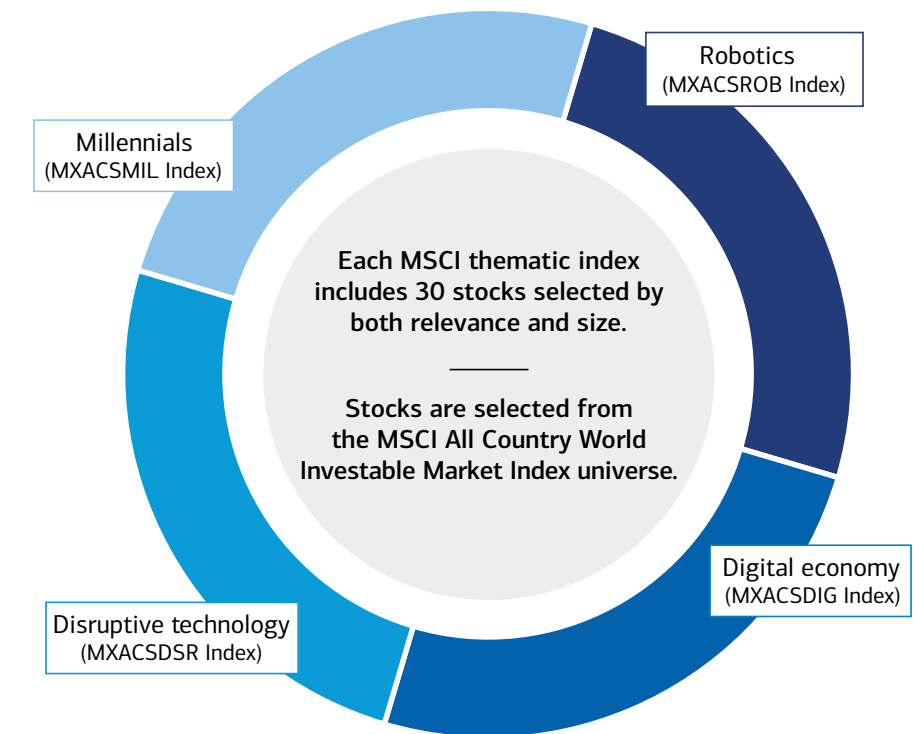 Robotics
(MXACSROB Index)
Millennials
(MXACSMIL Index)
Each MSCI thematic index
includes 30 stocks selected by
both relevance and size.
Stocks are selected from
the MSCI All Country World
Investable Market Index universe.
Digital economy
(MXACSDIG Index)
Disruptive technology
(MXACSDSR Index)